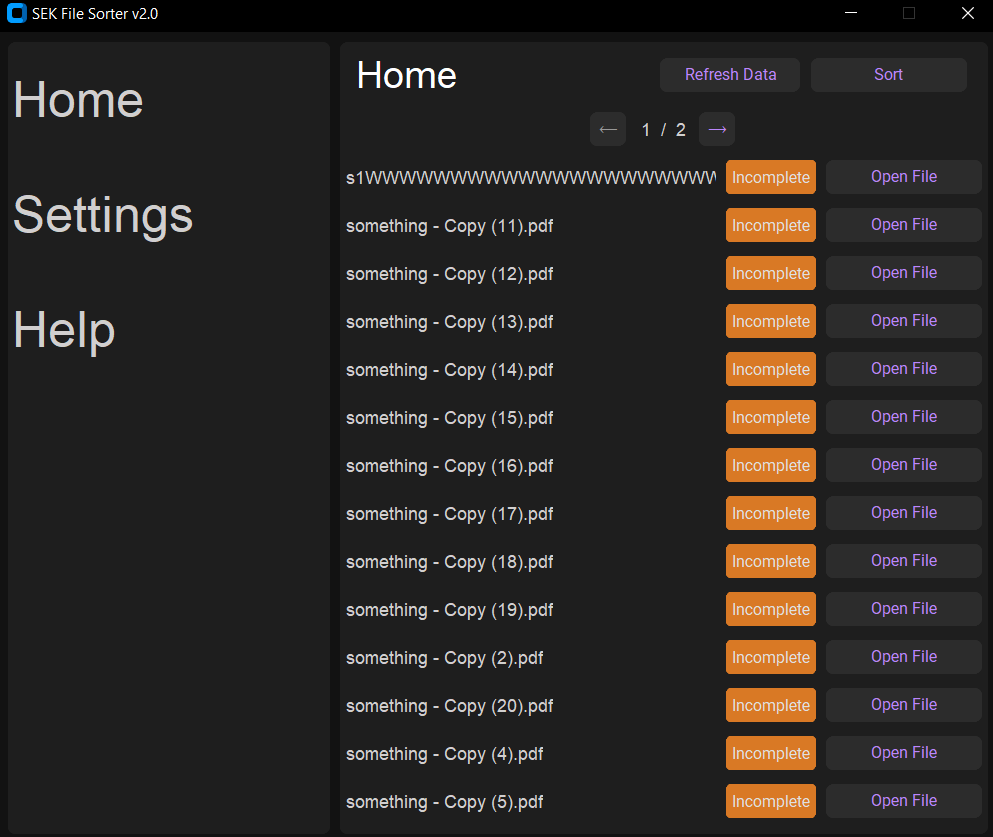 SEK File Sorter v2.0
Home
Settings
Help
Home Refresh Data Sort
← 1 / 2 →
s1WWWWWWWWWWWWWWWWWWWWW Incomplete Open File
something - Copy (11).pdf Incomplete Open File
something - Copy (12).pdf Incomplete Open File
something - Copy (13).pdf Incomplete Open File
something - Copy (14).pdf Incomplete Open File
something - Copy (15).pdf Incomplete Open File
something - Copy (16).pdf Incomplete Open File
something - Copy (17).pdf Incomplete Open File
something - Copy (18).pdf Incomplete Open File
something - Copy (19).pdf Incomplete Open File
something - Copy (2).pdf Incomplete Open File
something - Copy (20).pdf Incomplete Open File
something - Copy (4).pdf Incomplete Open File
something - Copy (5).pdf Incomplete Open File